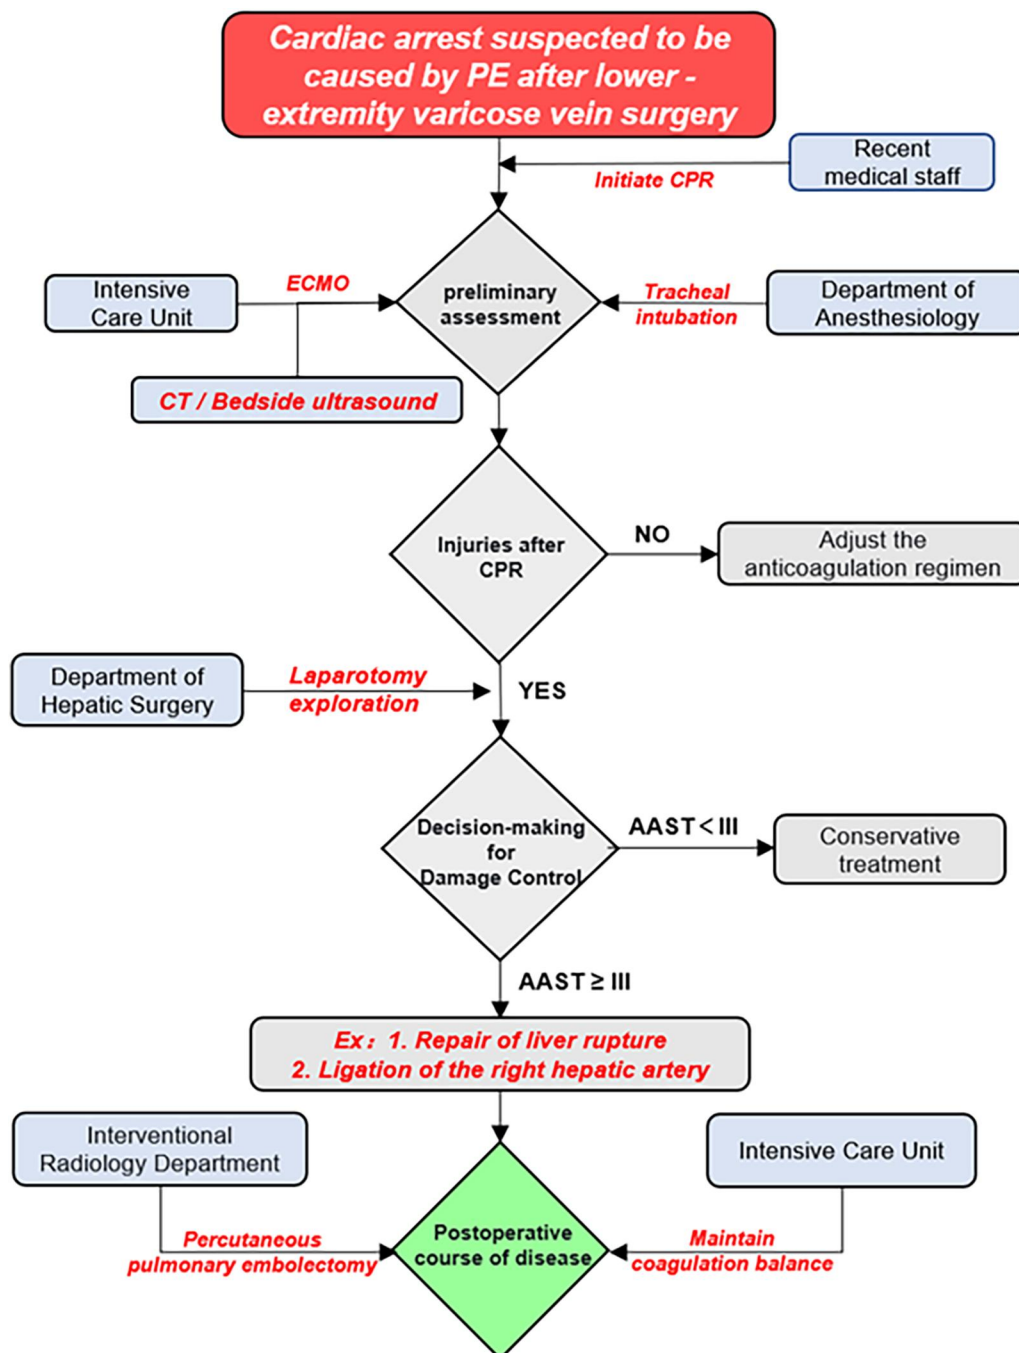 Cardiac arrest suspected to be
caused by PE after lower -
extremity varicose vein surgery
Recent
medical staff
Initiate CPR
Intensive
Care Unit
ECMO
preliminary
assessment
Tracheal
intubation
Department of
Anesthesiology
CT / Bedside ultrasound
Injuries after
CPR
NO
Adjust the
anticoagulation regimen
Department of
Hepatic Surgery
Laparotomy
exploration
YES
Decision-making
for
Damage Control
AAST < III
Conservative
treatment
AAST ≥ III
Ex: 1. Repair of liver rupture
2. Ligation of the right hepatic artery
Interventional
Radiology Department
Intensive Care Unit
Percutaneous
pulmonary embolectomy
Postoperative
course of disease
Maintain
coagulation balance